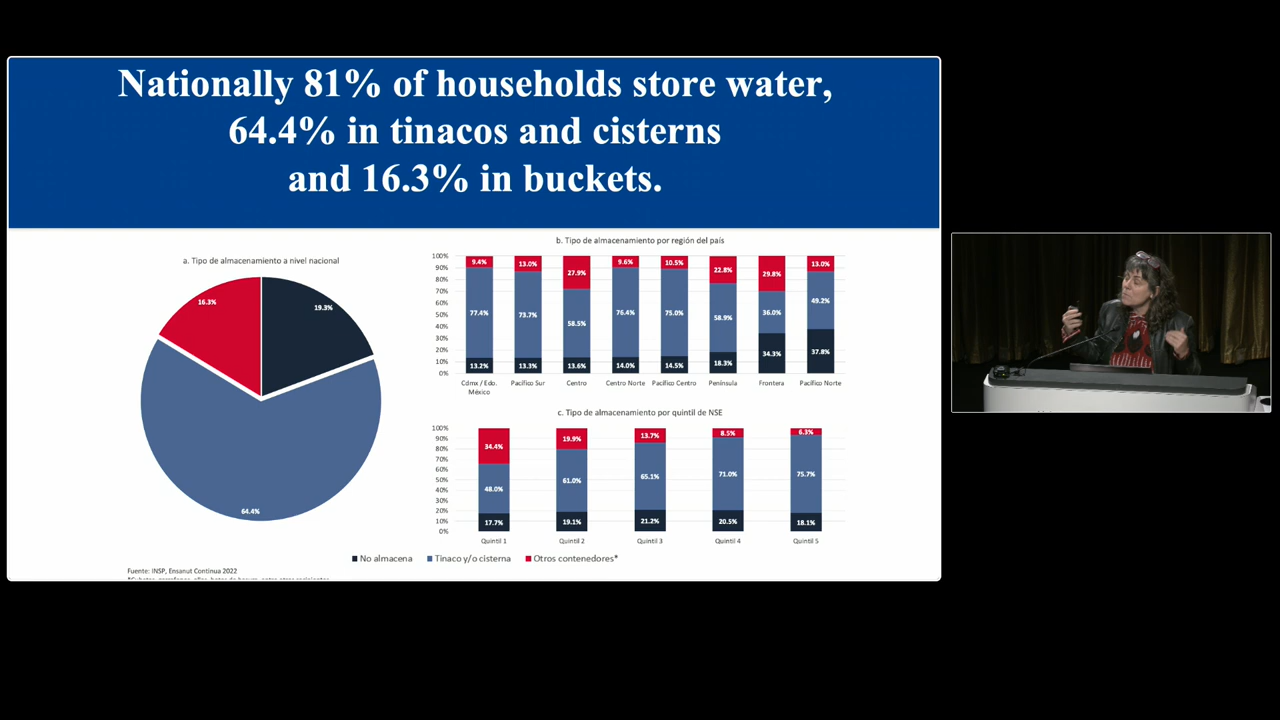 Nationally 81% of households store water,
64.4% in tinacos and cisterns
and 16.3% in buckets.
a. Tipo de almacenamiento a nivel nacional
16.3%
19.3%
64.4%
b. Tipo de almacenamiento por región del país
100%
90%
80%
70%
60%
50%
40%
30%
20%
10%
0%
9.4% 13.0% 27.9% 9.6% 10.5% 22.8% 29.8% 13.0%
77.4% 73.7% 58.5% 76.4% 75.0% 58.9% 36.0% 49.2%
13.2% 13.3% 13.6% 14.0% 14.5% 18.3% 34.3% 37.8%
Cdmx / Edo. México Pacífico Sur Centro Centro Norte Pacífico Centro Península Frontera Pacífico Norte
c. Tipo de almacenamiento por quintil de NSE
100%
90%
80%
70%
60%
50%
40%
30%
20%
10%
0%
34.4% 19.9% 13.7% 8.5% 6.3%
48.0% 61.0% 65.1% 71.0% 75.7%
17.7% 19.1% 21.2% 20.5% 18.1%
Quintil 1 Quintil 2 Quintil 3 Quintil 4 Quintil 5
No almacena Tinaco y/o cisterna Otros contenedores*
Fuente: INSP, Ensanut Continua 2022